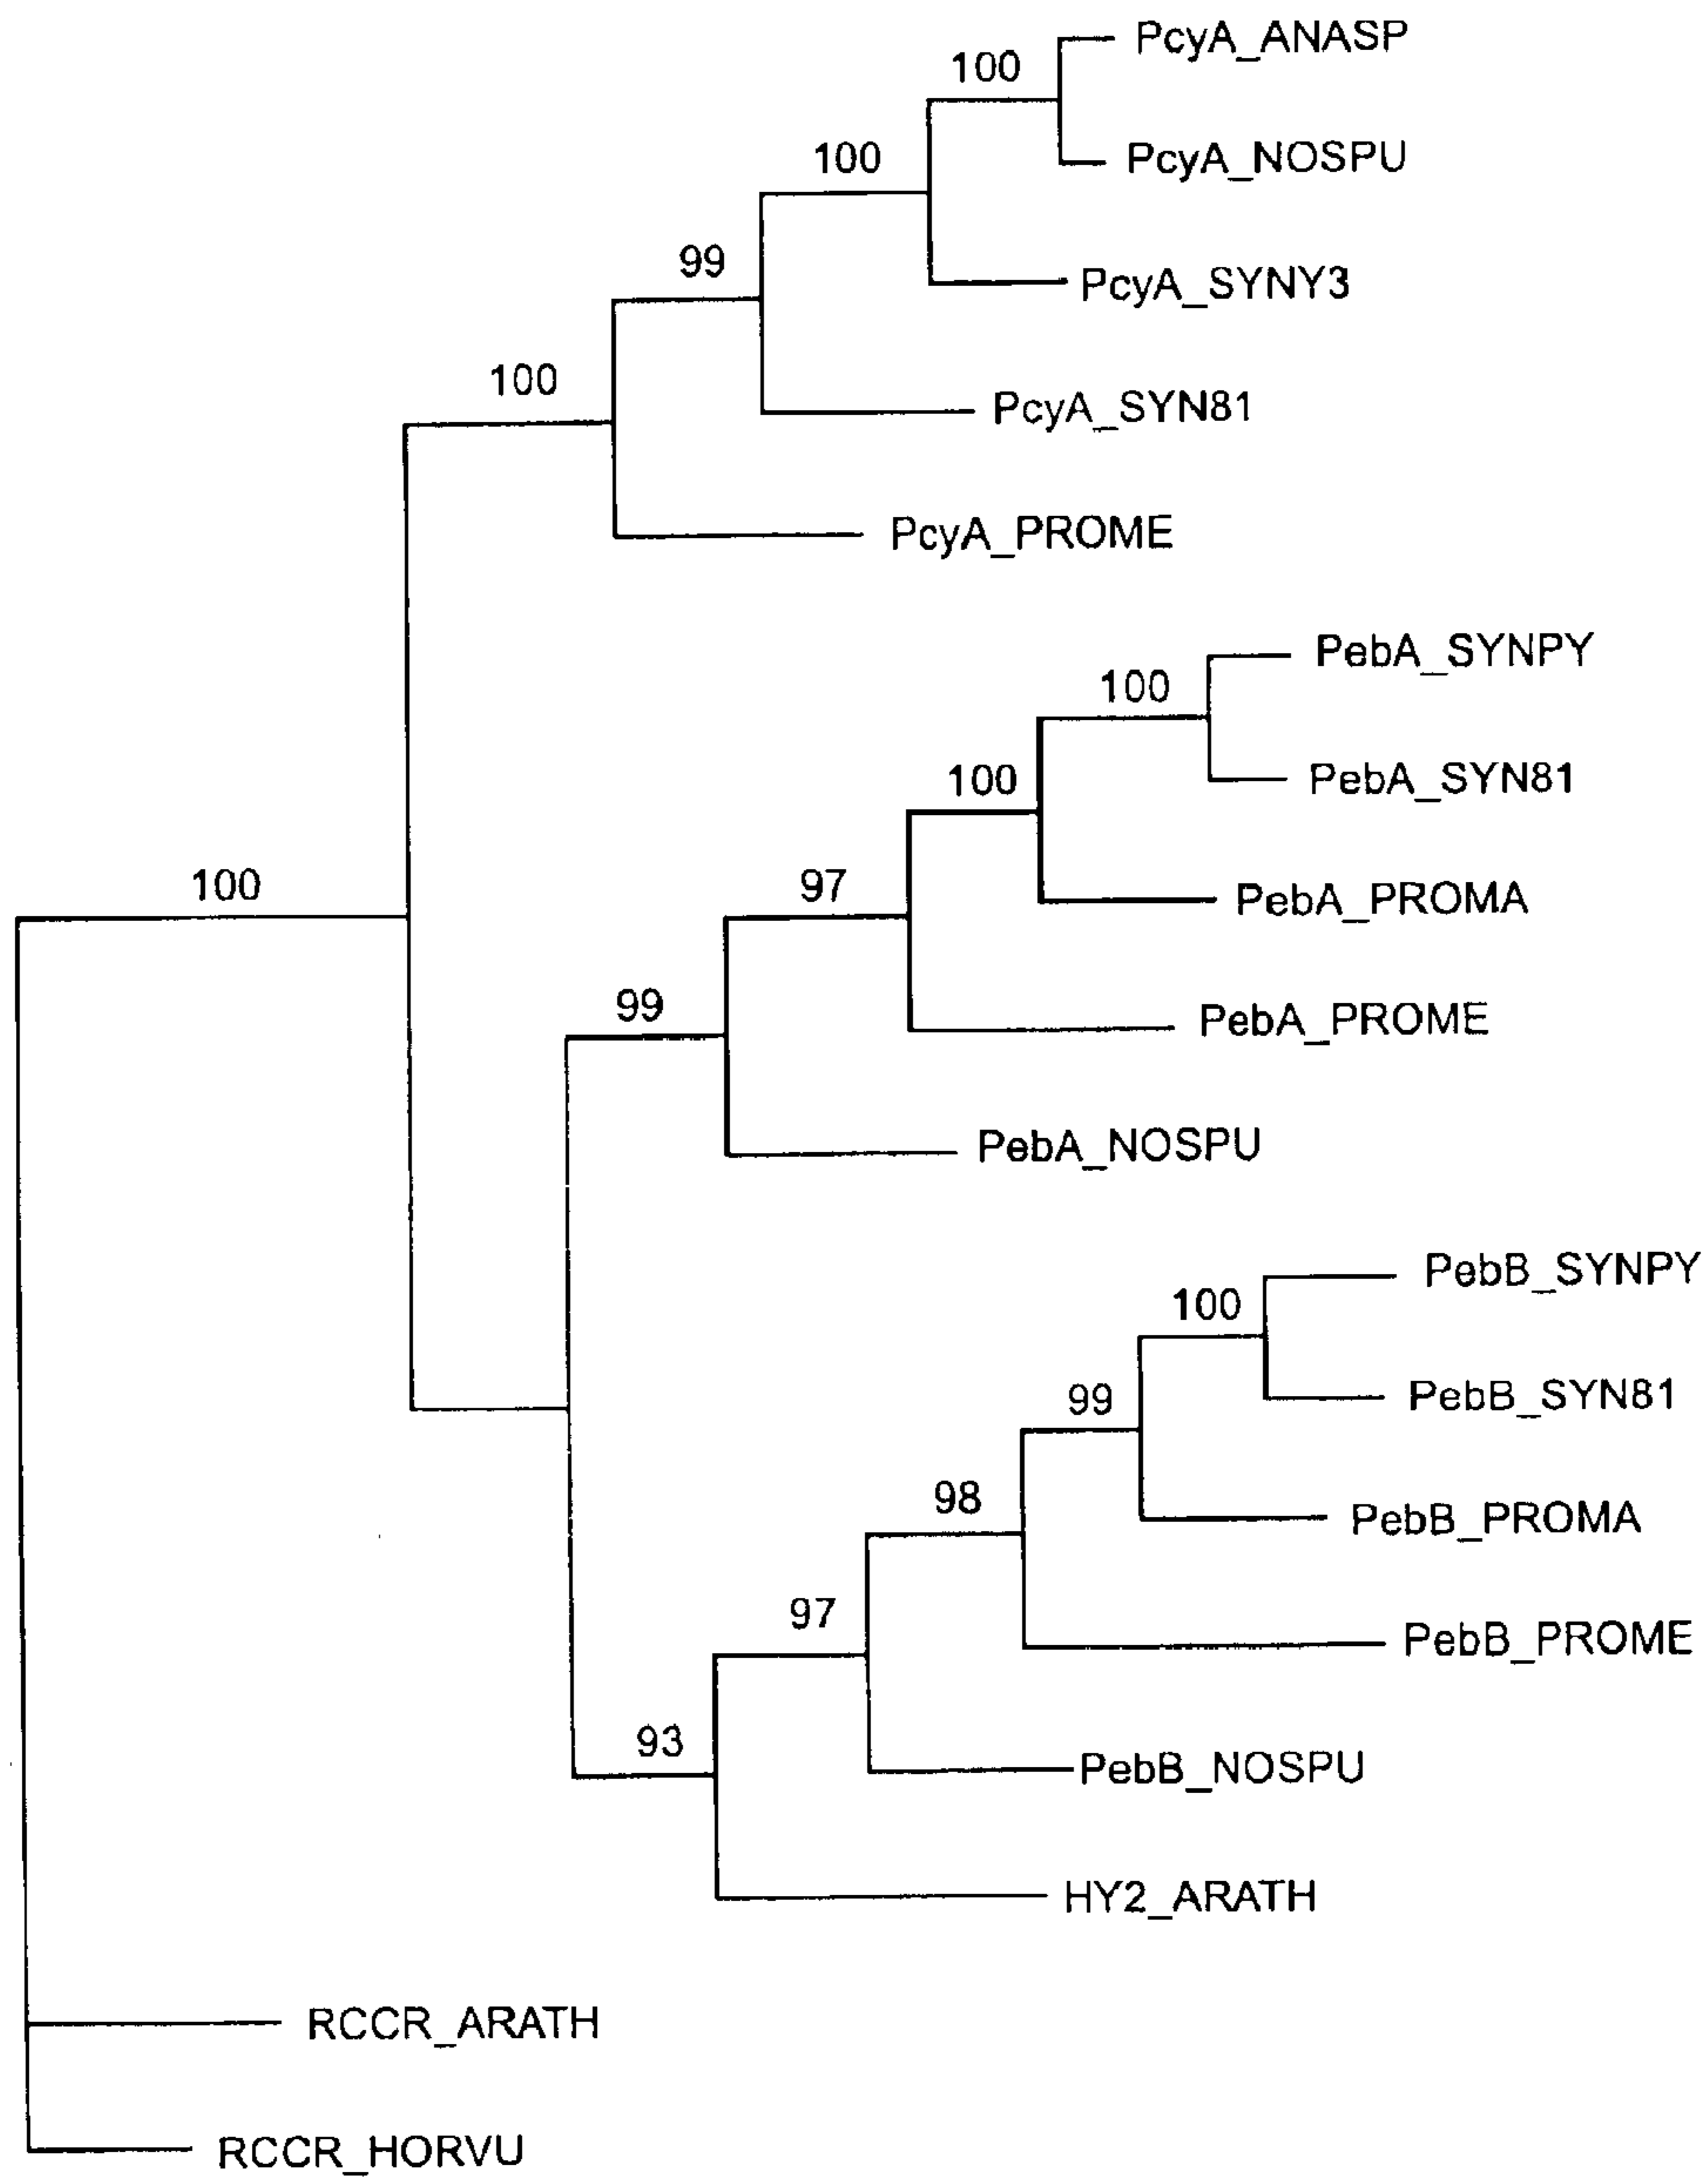 PcyA_ANASP
100
PcyA_NOSPU
100
99
PcyA_SYNY3
100
PcyA_SYN81
PcyA_PROME
PebA_SYNPY
100
PebA_SYN81
100
97
100
PebA_PROMA
99
PebA_PROME
PebA_NOSPU
PebB_SYNPY
100
PebB_SYN81
99
98
PebB_PROMA
97
PebB_PROME
93
PebB_NOSPU
HY2_ARATH
RCCR_ARATH
RCCR_HORVU